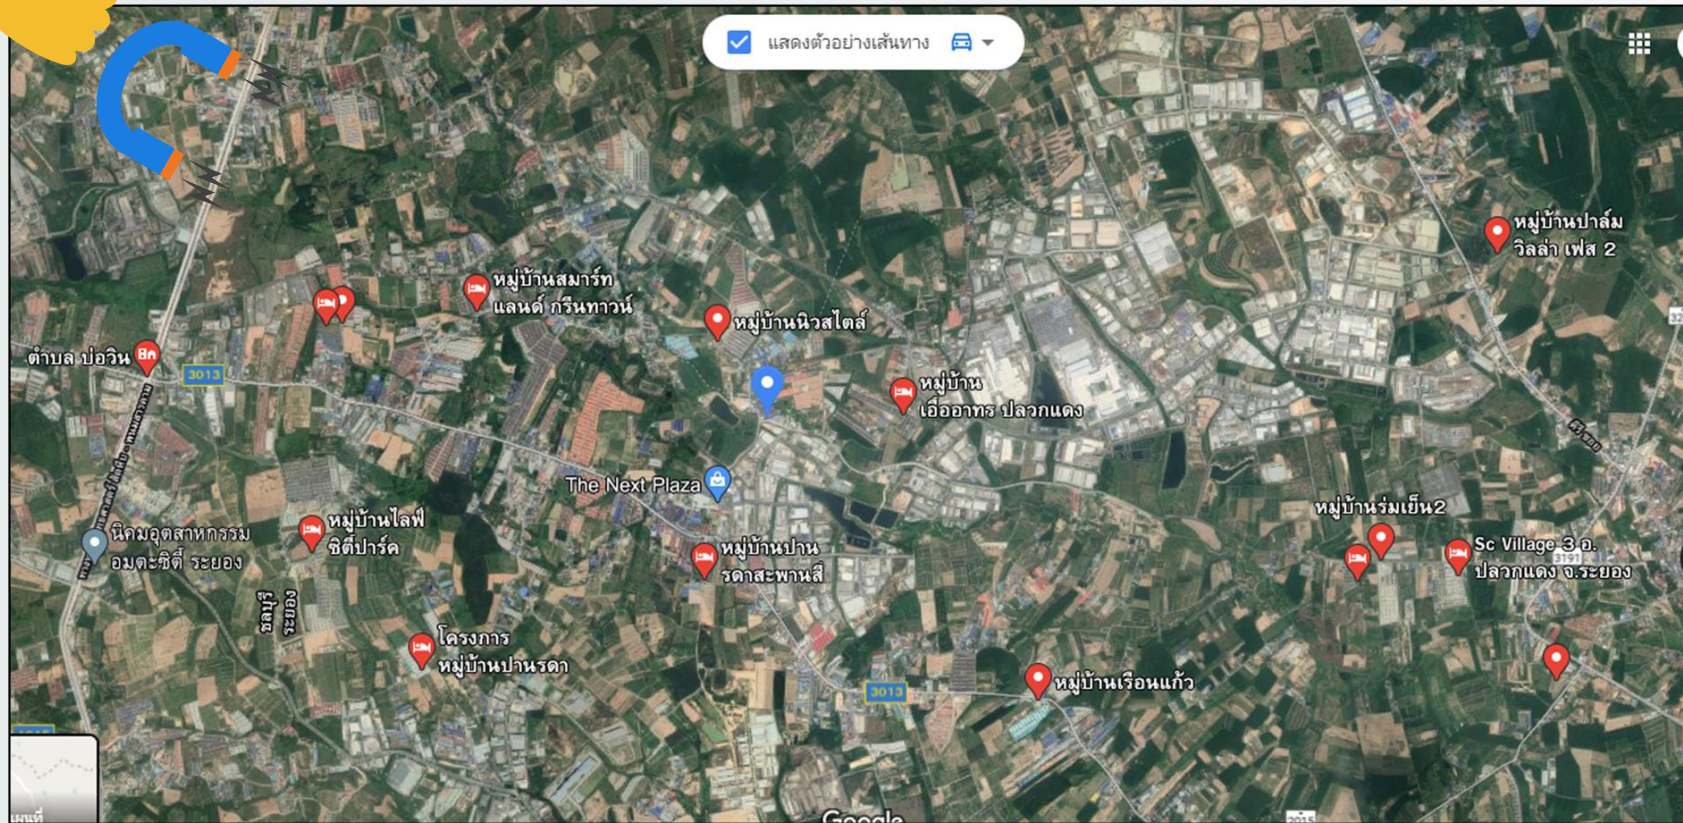 แสดงตัวอย่างเส้นทาง
หมู่บ้านปาล์ม
วิลล่า เฟส 2
หมู่บ้านสมาร์ท
แลนด์ กรีนทาวน์
หมู่บ้านนิวสไตล์
ตำบล บ่อวิน
3013
หมู่บ้าน
เอื้ออาทร ปลวกแดง
The Next Plaza
หมู่บ้านร่มเย็น2
หมู่บ้านไลฟ์
ซิตี้ปาร์ค
นิคมอุตสาหกรรม
อมตะซิตี้ ระยอง
หมู่บ้านปาน
รดาสะพานสี่
Sc Village 3 อ.
ปลวกแดง จ.ระยอง
3191
ชลบุรี
ระยอง
โครงการ
หมู่บ้านปานรดา
หมู่บ้านเรือนแก้ว
3013
แผนที่
Google
2015